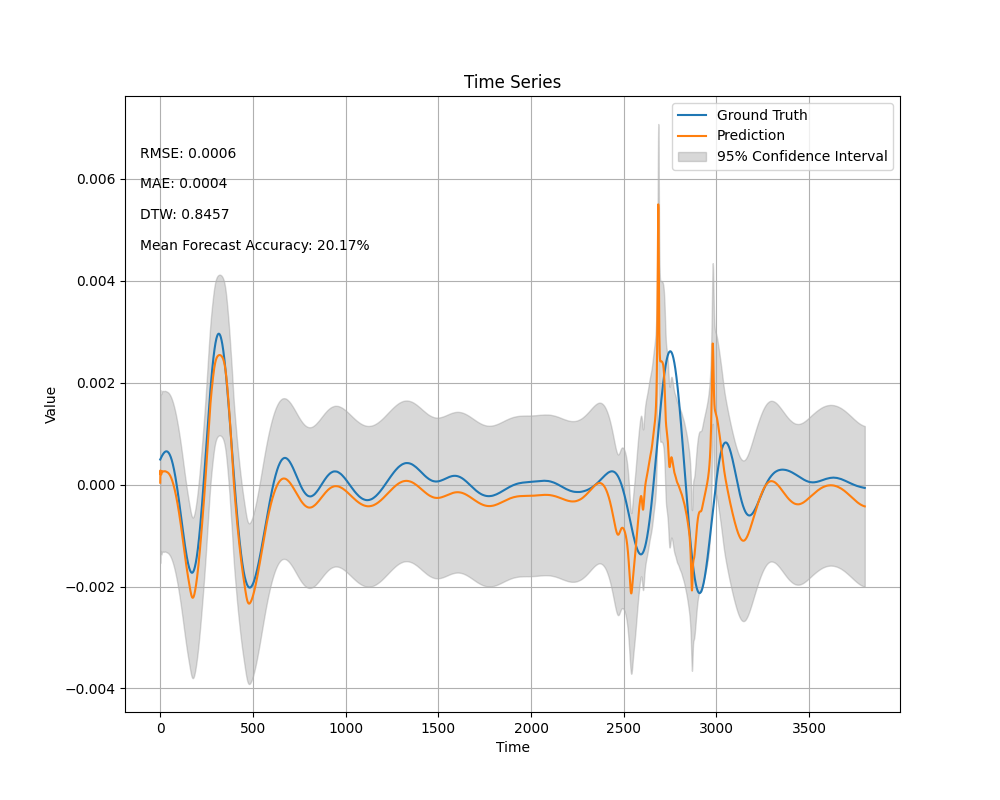 Time Series
Ground Truth
Prediction
95% Confidence Interval
RMSE: 0.0006
MAE: 0.0004
DTW: 0.8457
Mean Forecast Accuracy: 20.17%
Value
0.006
0.004
0.002
0.000
−0.002
−0.004
0 500 1000 1500 2000 2500 3000 3500
Time